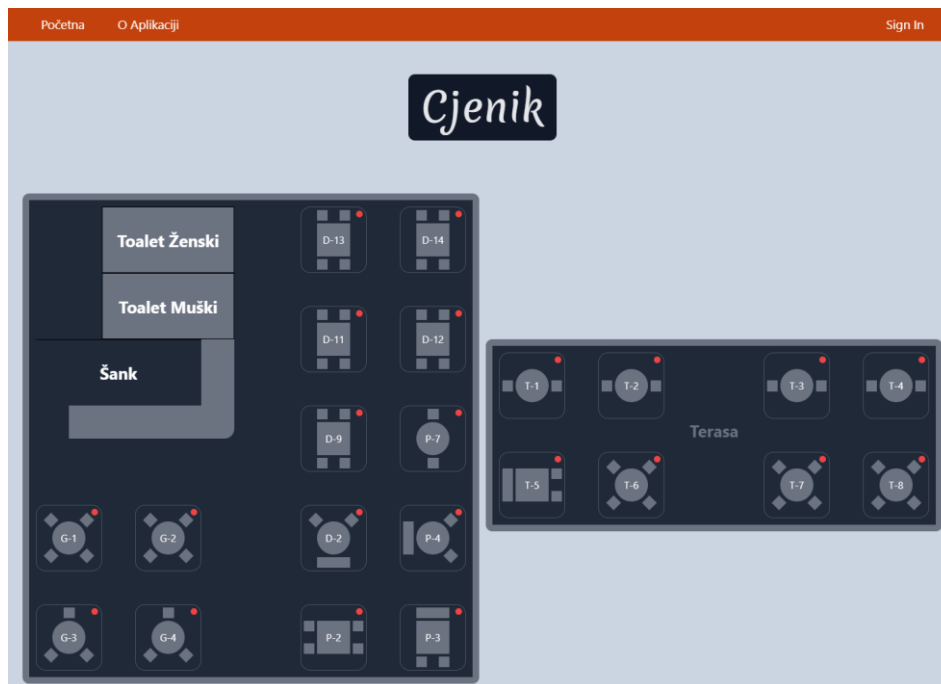 Početna O Aplikaciji Sign In
Cjenik
Toalet Ženski
D-13 D-14
Toalet Muški
D-11 D-12
Šank
D-9 P-7
G-1 G-2 D-2 P-4
G-3 G-4 P-2 P-3
T-1 T-2 T-3 T-4
Terasa
T-5 T-6 T-7 T-8